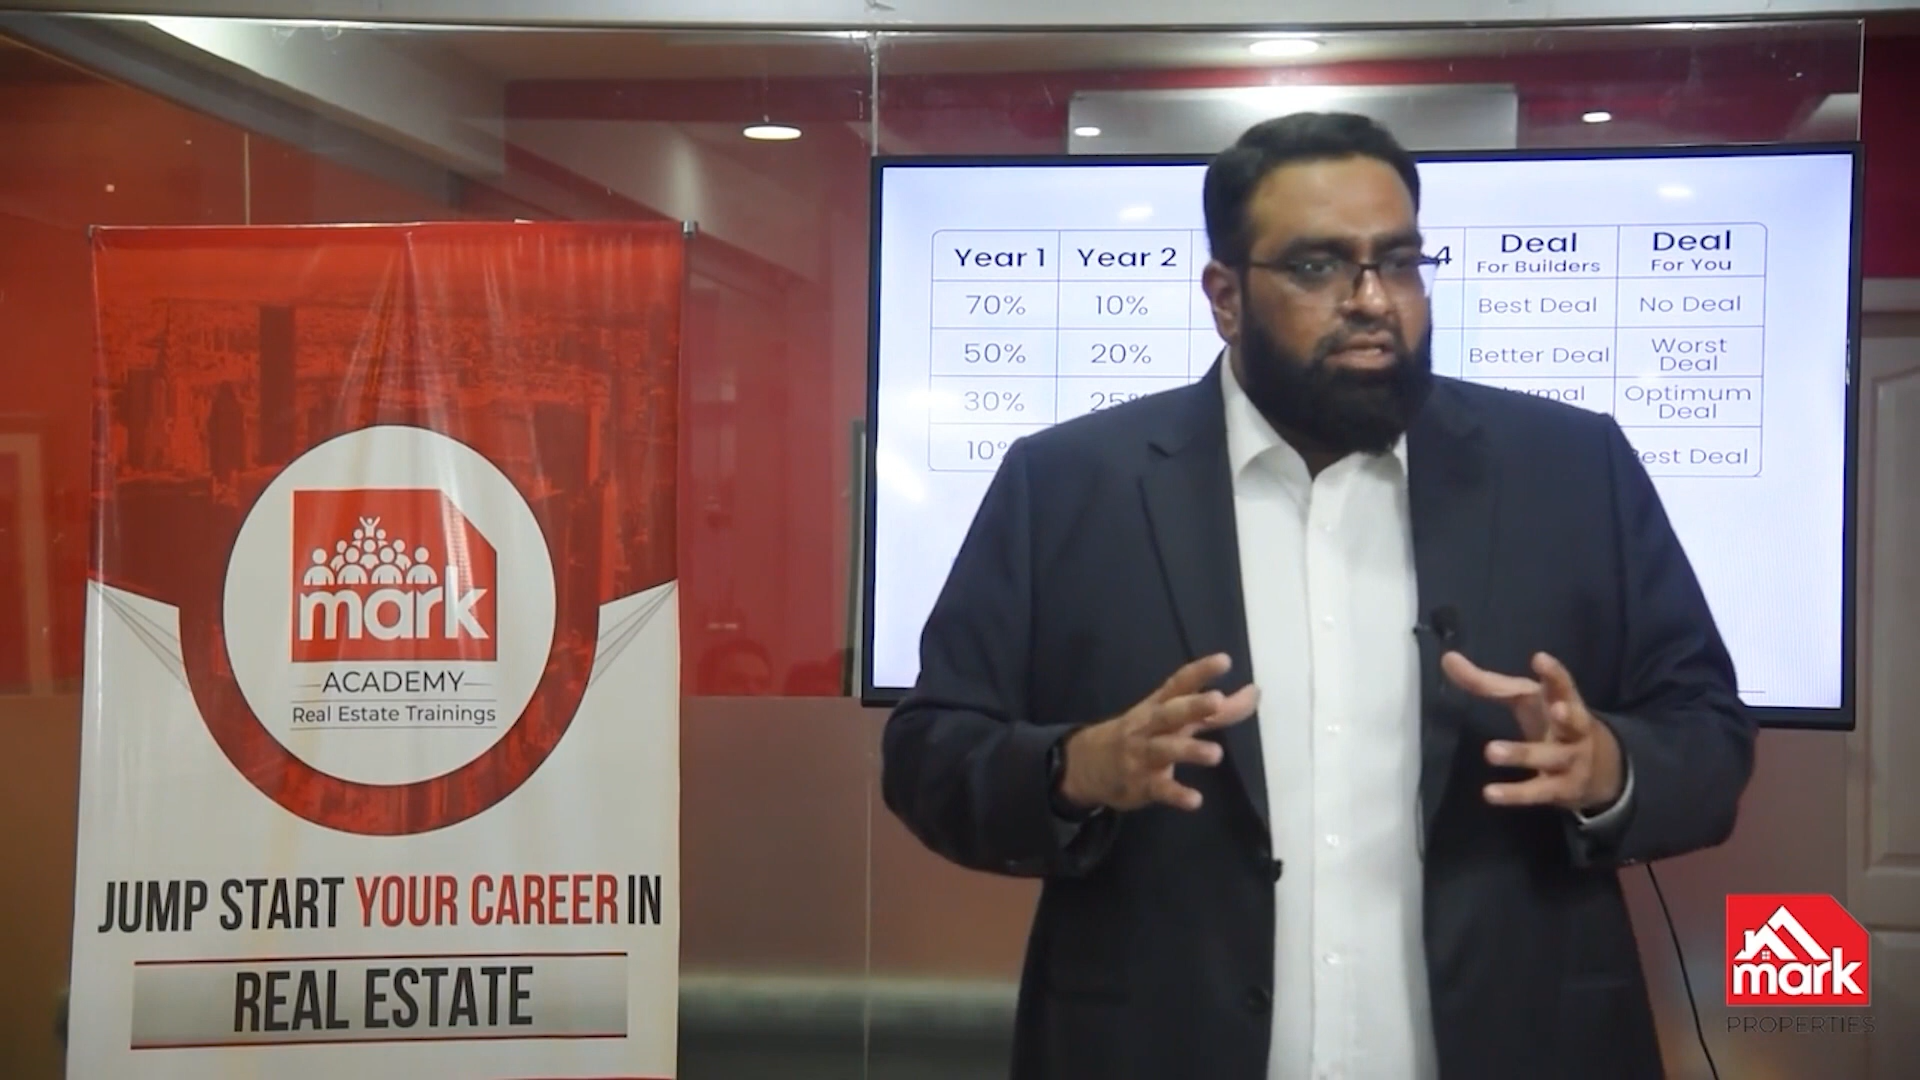 mark
ACADEMY
Real Estate Trainings
JUMP START YOUR CAREER IN
REAL ESTATE
Year 1 Year 2 4 Deal For Builders Deal For You
70% 10% Best Deal No Deal
50% 20% Better Deal Worst Deal
30% Optimum Deal
Deal
mark
PROPERTIES